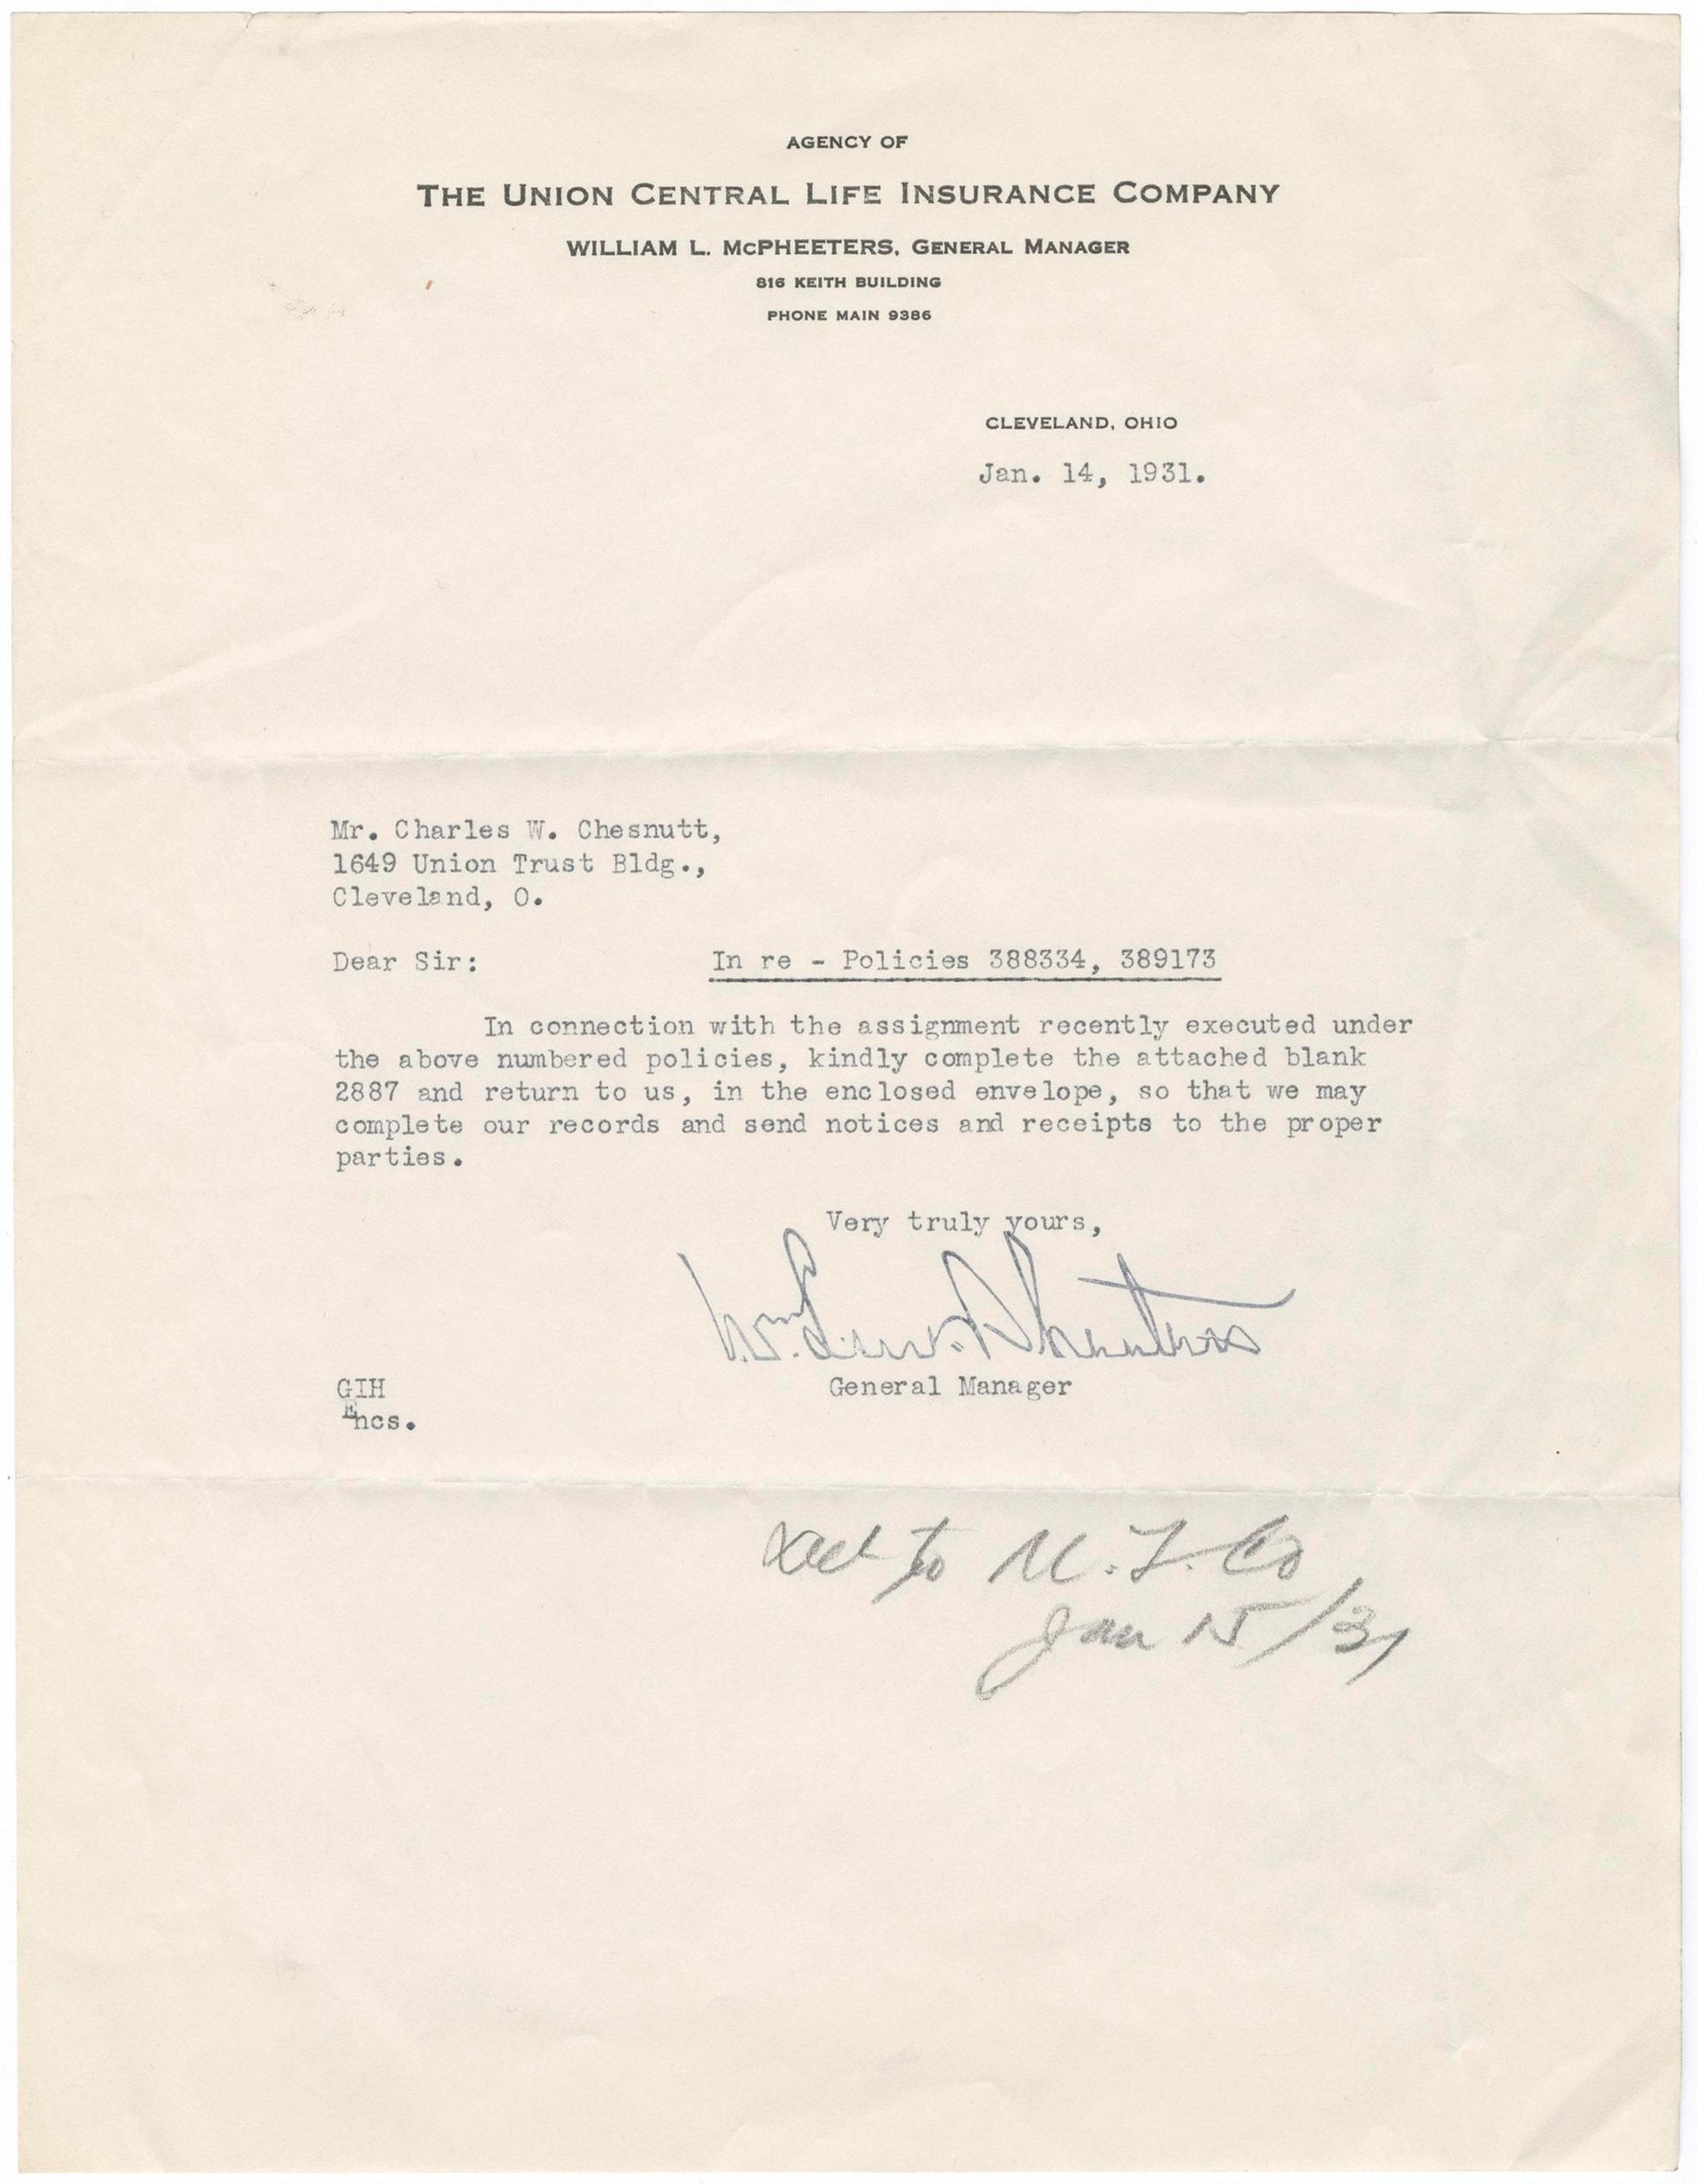 AGENCY OF
THE UNION CENTRAL LIFE INSURANCE COMPANY
WILLIAM L. McPHEETERS, GENERAL MANAGER
816 KEITH BUILDING
PHONE MAIN 9386
CLEVELAND, OHIO
Jan. 14, 1931.
Mr. Charles W. Chesnutt,
1649 Union Trust Bldg.,
Cleveland, O.
Dear Sir: In re - Policies 388334, 389173
In connection with the assignment recently executed under
the above numbered policies, kindly complete the attached blank
2887 and return to us, in the enclosed envelope, so that we may
complete our records and send notices and receipts to the proper
parties.
Very truly yours,
General Manager
GIH
Encs.
to U.T. Co
Jan 15/31